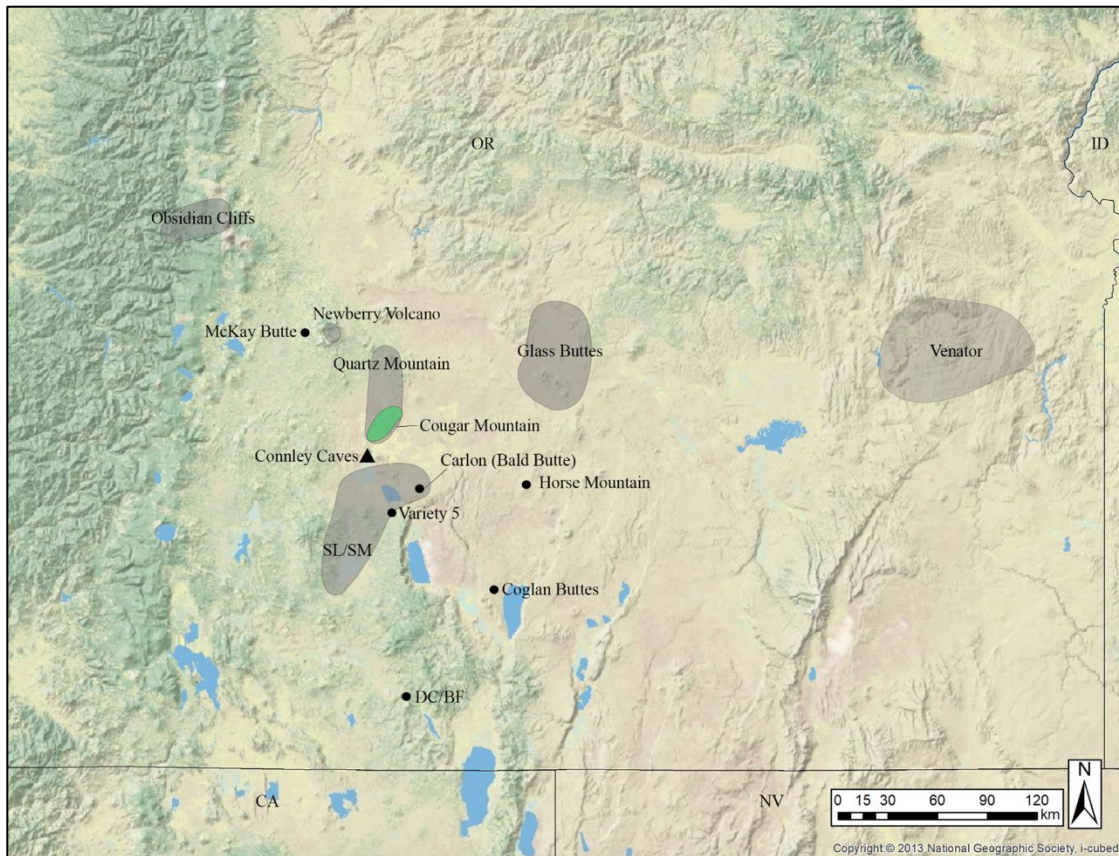 OR
ID
Obsidian Cliffs
Newberry Volcano
McKay Butte
Quartz Mountain
Glass Buttes
Venator
Cougar Mountain
Connley Caves
Carlon (Bald Butte)
Horse Mountain
Variety 5
SL/SM
Coglan Buttes
DC/BF
CA
NV
N
0 15 30 60 90 120
km
Copyright:© 2013 National Geographic Society, i-cubed